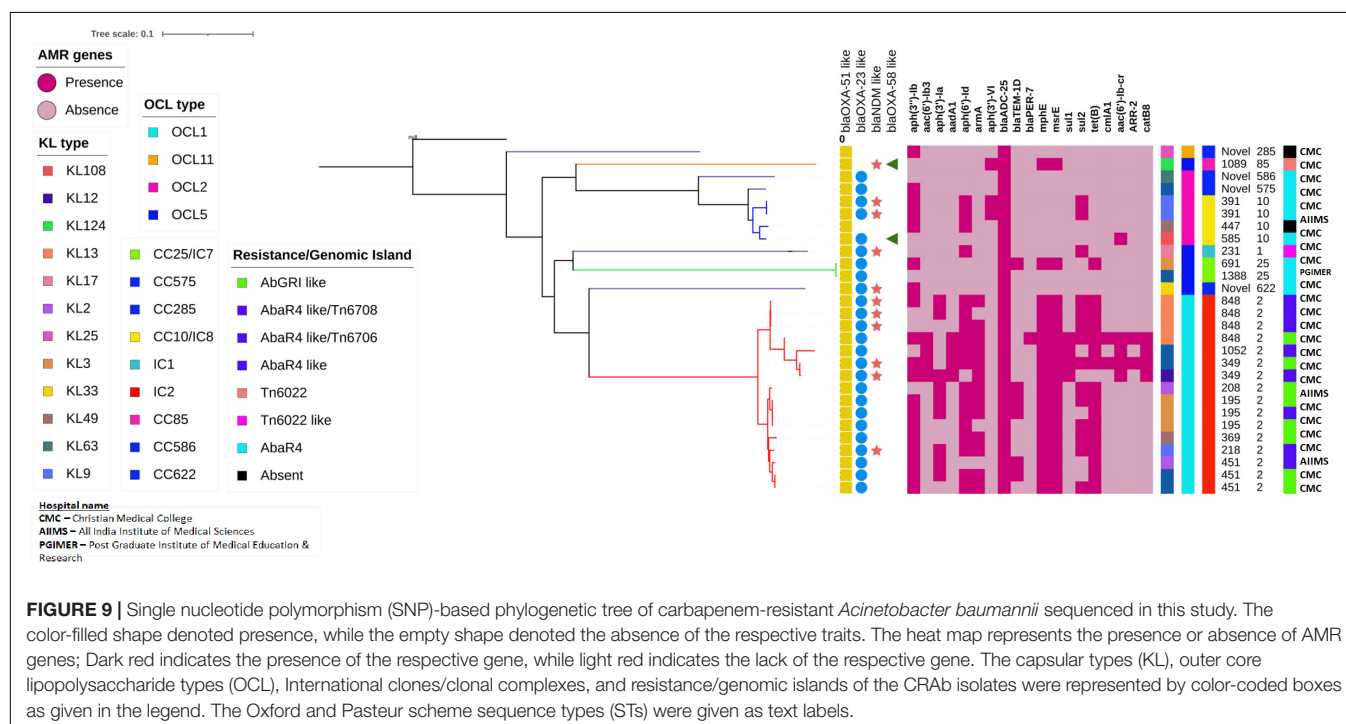 Tree scale: 0.1
AMR genes
Presence
Absence
OCL type
OCL1
OCL11
OCL2
OCL5
KL type
KL108
KL12
KL124
KL13
KL17
KL2
KL25
KL3
KL33
KL49
KL63
KL9
CC25/IC7
CC575
CC285
CC10/IC8
IC1
IC2
CC85
CC586
CC622
Resistance/Genomic Island
AbGRI like
AbaR4 like/Tn6708
AbaR4 like/Tn6706
AbaR4 like
Tn6022
Tn6022 like
AbaR4
Absent
Hospital name
CMC – Christian Medical College
AIIMS – All India Institute of Medical Sciences
PGIMER – Post Graduate Institute of Medical Education &
Research
null
0
blaOXA-51 like
blaOXA-23 like
blaNDM like
blaOXA-58 like
aph(3'')-Ib
aac(6')-Ib3
aph(3')-Ia
aadA1
aph(6')-Id
armA
aph(3')-VI
blaADC-25
blaTEM-1D
blaPER-7
mphE
msrE
sul1
sul2
tet(B)
cmlA1
aac(6')-Ib-cr
ARR-2
catB8
Novel 285 CMC
1089 85 CMC
Novel 586 CMC
Novel 575 CMC
391 10 CMC
391 10 CMC
447 10 AIIMS
585 10 CMC
231 1 CMC
691 25 CMC
1388 25 PGIMER
Novel 622 CMC
848 2 CMC
848 2 CMC
848 2 CMC
848 2 CMC
1052 2 CMC
349 2 CMC
349 2 CMC
208 2 AIIMS
195 2 CMC
195 2 CMC
195 2 CMC
369 2 CMC
218 2 CMC
451 2 AIIMS
451 2 CMC
451 2 CMC
FIGURE 9 | Single nucleotide polymorphism (SNP)-based phylogenetic tree of carbapenem-resistant Acinetobacter baumannii sequenced in this study. The
color-filled shape denoted presence, while the empty shape denoted the absence of the respective traits. The heat map represents the presence or absence of AMR
genes; Dark red indicates the presence of the respective gene, while light red indicates the lack of the respective gene. The capsular types (KL), outer core
lipopolysaccharide types (OCL), International clones/clonal complexes, and resistance/genomic islands of the CRAb isolates were represented by color-coded boxes
as given in the legend. The Oxford and Pasteur scheme sequence types (STs) were given as text labels.